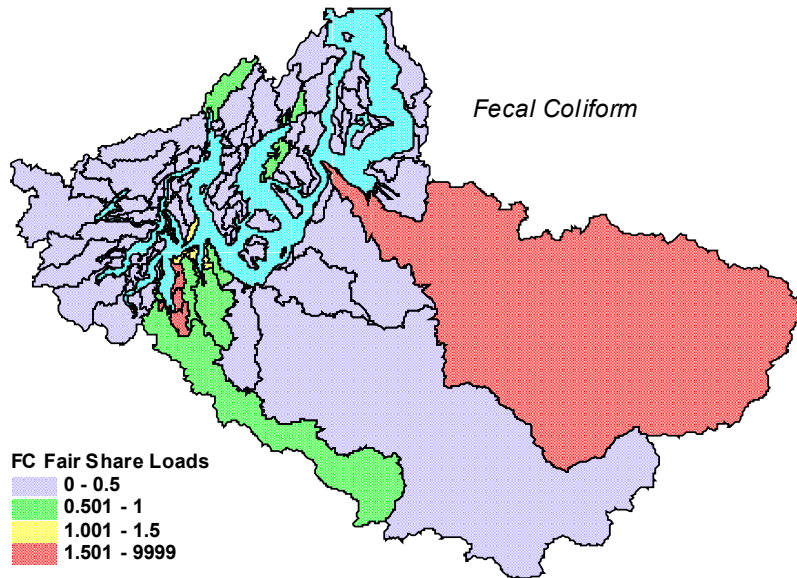 Fecal Coliform
FC Fair Share Loads
0 - 0.5
0.501 - 1
1.001 - 1.5
1.501 - 9999